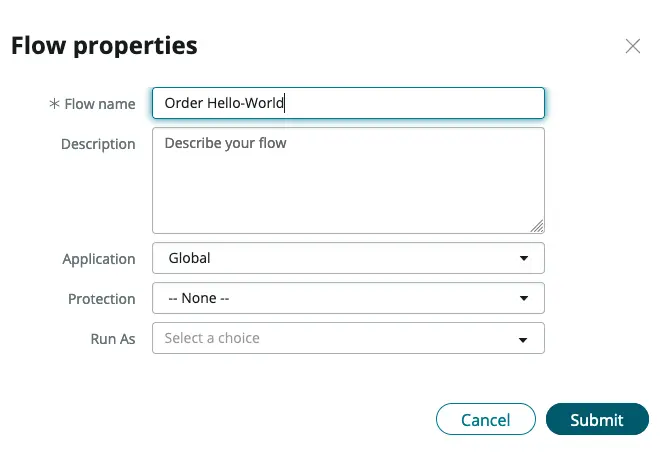 Flow properties
* Flow name
Order Hello-World
Description
Describe your flow
Application
Global
Protection
-- None --
Run As
Select a choice
Cancel
Submit